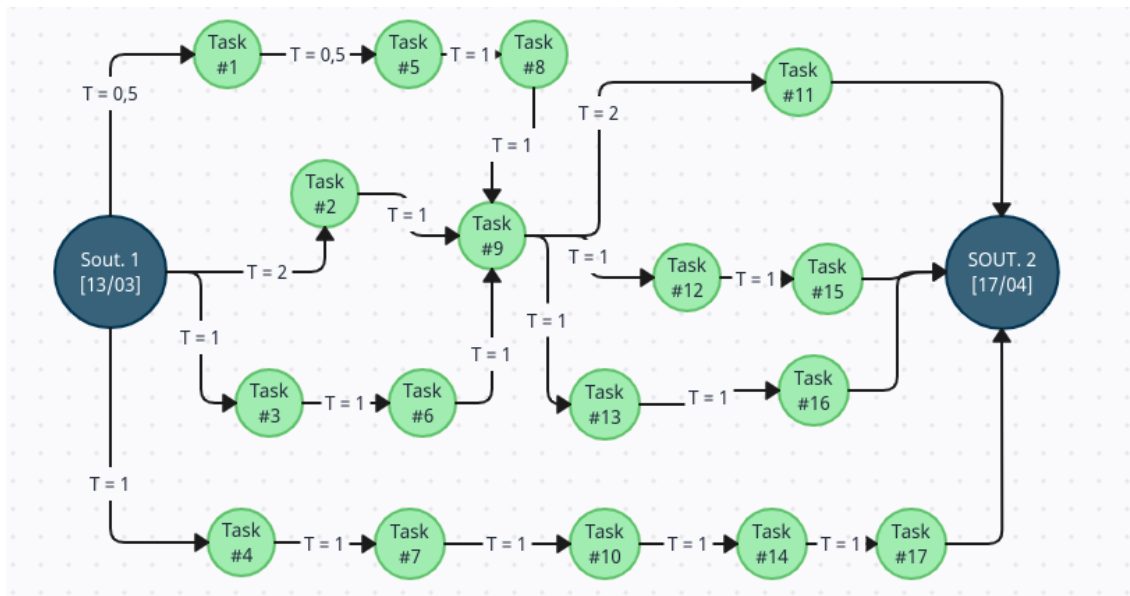 Task
#1
T = 0,5
Task
#5
T = 1
Task
#8
T = 0,5
Task
#11
T = 2
T = 1
Task
#2
T = 1
Task
#9
Sout. 1
[13/03]
T = 2
T = 1
Task
#12
T = 1
Task
#15
SOUT. 2
[17/04]
T = 1
T = 1
T = 1
Task
#3
T = 1
Task
#6
Task
#13
T = 1
Task
#16
T = 1
Task
#4
T = 1
Task
#7
T = 1
Task
#10
T = 1
Task
#14
T = 1
Task
#17